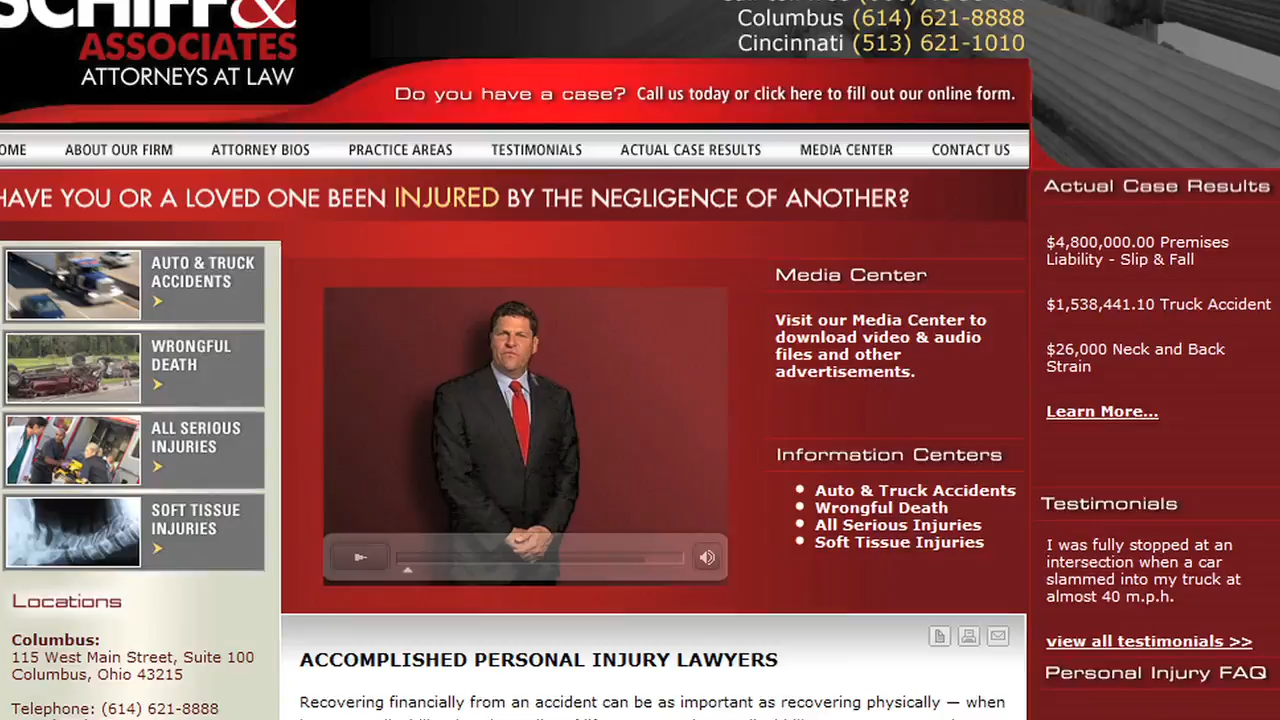 SCHIFF&
ASSOCIATES
ATTORNEYS AT LAW
Columbus (614) 621-8888
Cincinnati (513) 621-1010
Do you have a case? Call us today or click here to fill out our online form.
OME ABOUT OUR FIRM ATTORNEY BIOS PRACTICE AREAS TESTIMONIALS ACTUAL CASE RESULTS MEDIA CENTER CONTACT US
HAVE YOU OR A LOVED ONE BEEN INJURED BY THE NEGLIGENCE OF ANOTHER?
AUTO & TRUCK
ACCIDENTS
WRONGFUL
DEATH
ALL SERIOUS
INJURIES
SOFT TISSUE
INJURIES
Locations
Columbus:
115 West Main Street, Suite 100
Columbus, Ohio 43215
Telephone: (614) 621-8888
Media Center
Visit our Media Center to
download video & audio
files and other
advertisements.
Information Centers
Auto & Truck Accidents
Wrongful Death
All Serious Injuries
Soft Tissue Injuries
ACCOMPLISHED PERSONAL INJURY LAWYERS
Recovering financially from an accident can be as important as recovering physically — when
Actual Case Results
$4,800,000.00 Premises
Liability - Slip & Fall
$1,538,441.10 Truck Accident
$26,000 Neck and Back
Strain
Learn More...
Testimonials
I was fully stopped at an
intersection when a car
slammed into my truck at
almost 40 m.p.h.
view all testimonials >>
Personal Injury FAQ